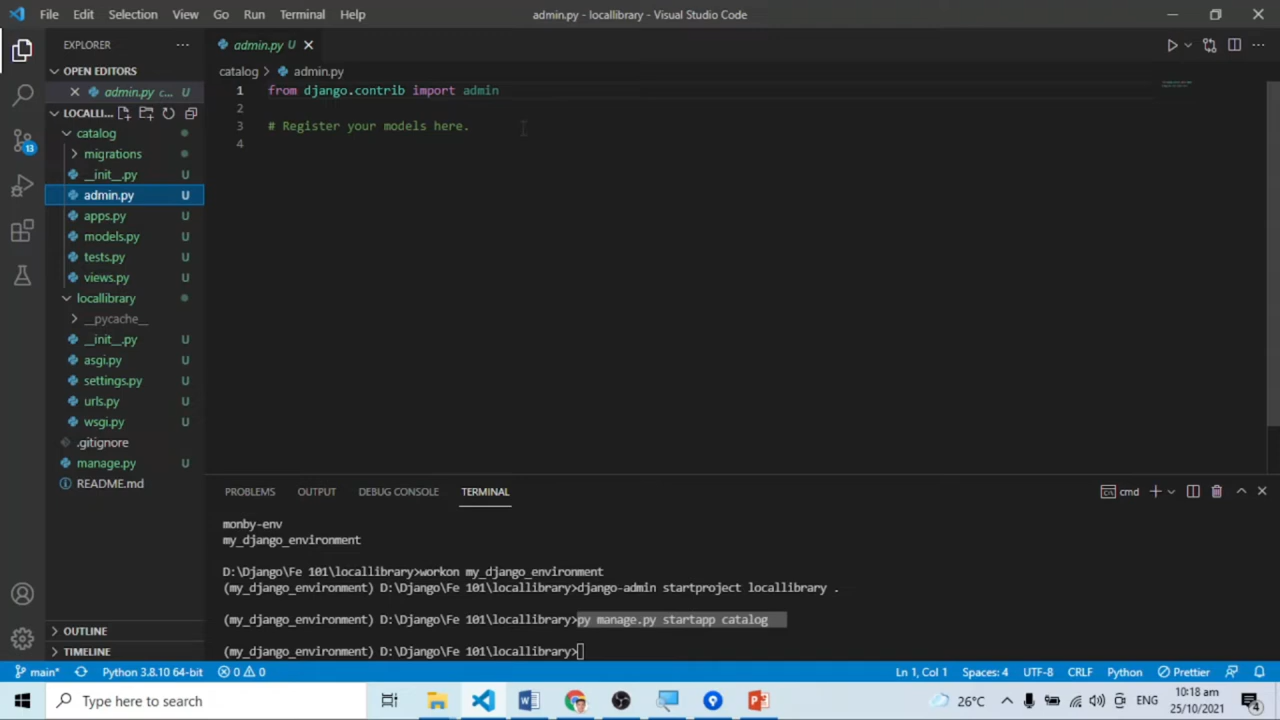 File Edit Selection View Go Run Terminal Help
admin.py - locallibrary - Visual Studio Code
EXPLORER
OPEN EDITORS
admin.py c... U
LOCALLI...
catalog
migrations
__init__.py U
admin.py U
apps.py U
models.py U
tests.py U
views.py U
locallibrary
__pycache__
__init__.py U
asgi.py U
settings.py U
urls.py U
wsgi.py U
.gitignore
manage.py U
README.md
OUTLINE
TIMELINE
13
admin.py U
catalog > admin.py
1 from django.contrib import admin
2
3 # Register your models here.
4
PROBLEMS OUTPUT DEBUG CONSOLE TERMINAL
cmd
monby-env
my_django_environment
D:\Django\Fe 101\locallibrary>workon my_django_environment
(my_django_environment) D:\Django\Fe 101\locallibrary>django-admin startproject locallibrary .
(my_django_environment) D:\Django\Fe 101\locallibrary>py manage.py startapp catalog
(my_django_environment) D:\Django\Fe 101\locallibrary>
main* Python 3.8.10 64-bit 0 0
Ln 1, Col 1 Spaces: 4 UTF-8 CRLF Python Prettier
Type here to search
26°C ENG
10:18 am
25/10/2021
4